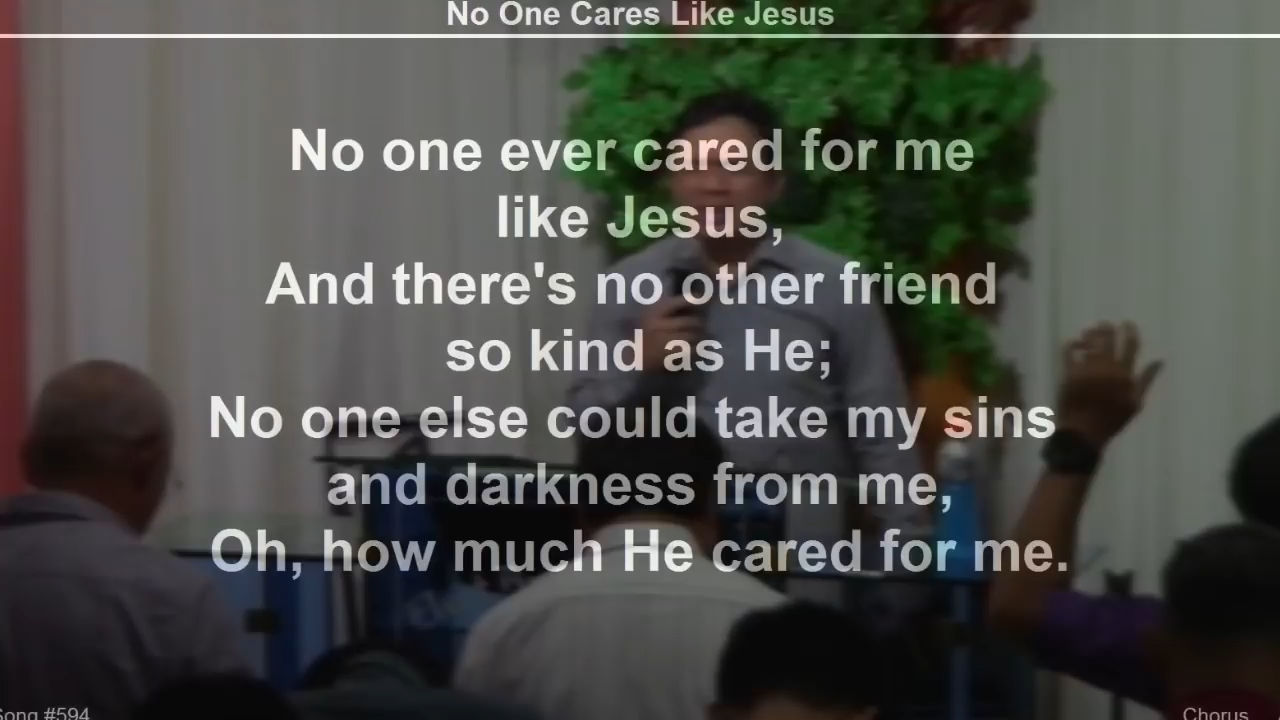 No One Cares Like Jesus
No one ever cared for me
like Jesus,
And there's no other friend
so kind as He;
No one else could take my sins
and darkness from me,
Oh, how much He cared for me.
Song #594
Chorus